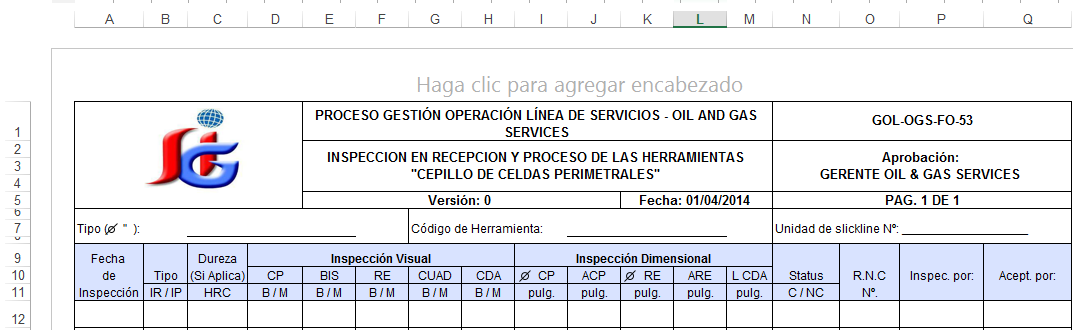 A B C D E F G H I J K L M N O P Q
Haga clic para agregar encabezado
PROCESO GESTIÓN OPERACIÓN LÍNEA DE SERVICIOS - OIL AND GAS
SERVICES
GOL-OGS-FO-53
INSPECCION EN RECEPCION Y PROCESO DE LAS HERRAMIENTAS
"CEPILLO DE CELDAS PERIMETRALES"
Aprobación:
GERENTE OIL & GAS SERVICES
Versión: 0 Fecha: 01/04/2014 PAG. 1 DE 1
Tipo (⌀ " ): Código de Herramienta: Unidad de slickline Nº:
Fecha Dureza Inspección Visual Inspección Dimensional
de Tipo (Si Aplica) CP BIS RE CUAD CDA ⌀ CP ACP ⌀ RE ARE L CDA Status R.N.C Inspec. por: Acept. por:
Inspección IR / IP HRC B / M B / M B / M B / M B / M pulg. pulg. pulg. pulg. pulg. C / NC Nº.
1
2
3
4
5
6
7
8
9
10
11
12